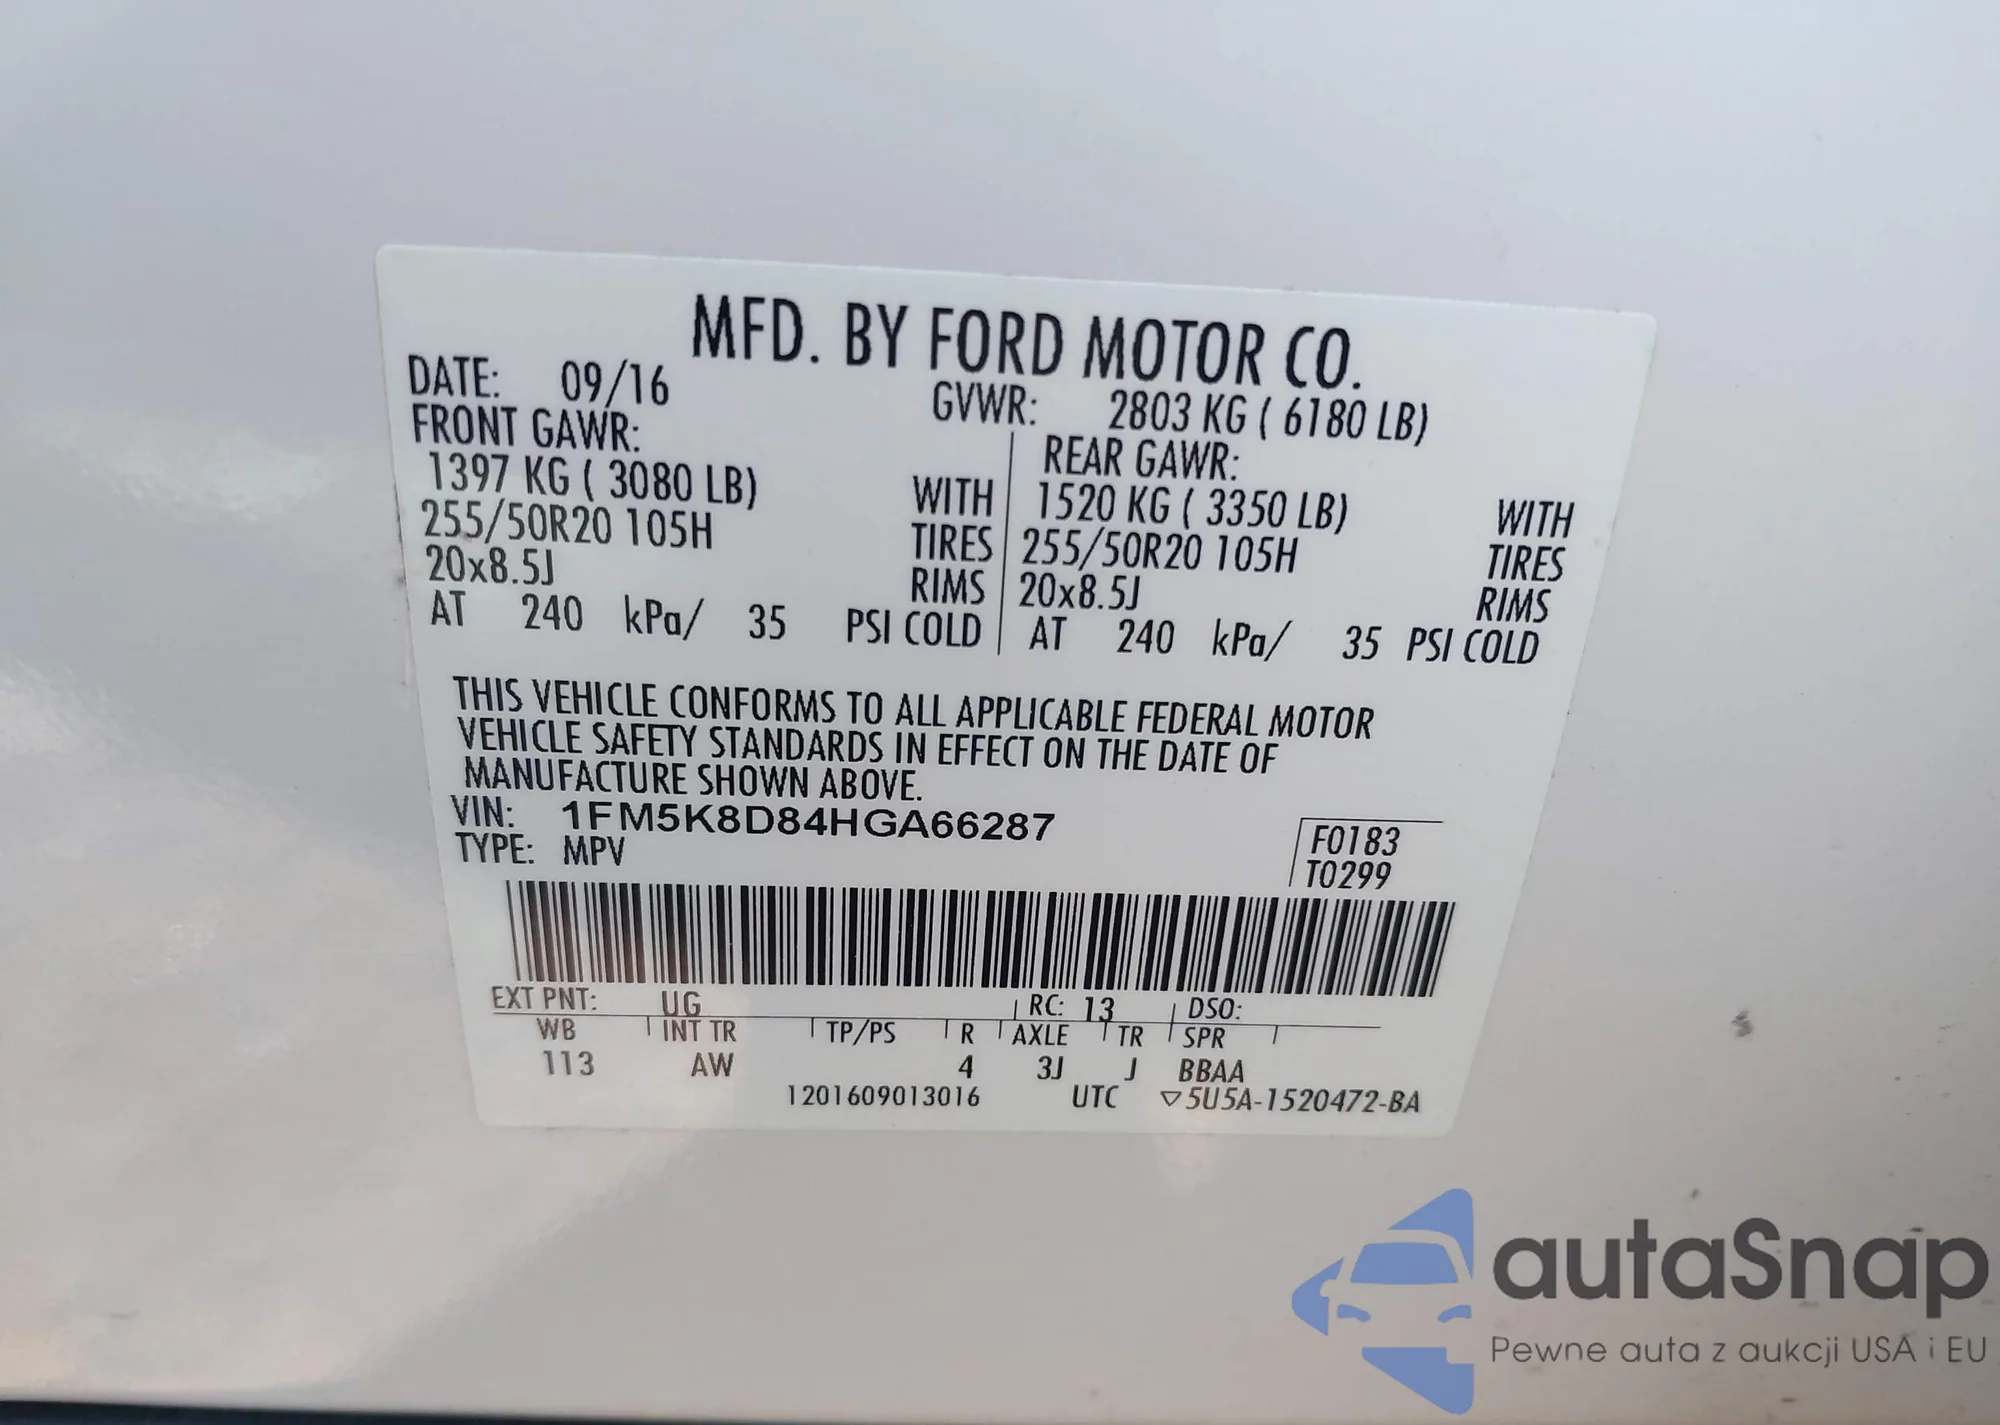 MFD. BY FORD MOTOR CO.
DATE: 09/16 GVWR: 2803 KG ( 6180 LB)
FRONT GAWR: REAR GAWR:
1397 KG ( 3080 LB) WITH 1520 KG ( 3350 LB) WITH
255/50R20 105H TIRES 255/50R20 105H TIRES
20x8.5J RIMS 20x8.5J RIMS
AT 240 kPa/ 35 PSI COLD AT 240 kPa/ 35 PSI COLD
THIS VEHICLE CONFORMS TO ALL APPLICABLE FEDERAL MOTOR
VEHICLE SAFETY STANDARDS IN EFFECT ON THE DATE OF
MANUFACTURE SHOWN ABOVE.
VIN: 1FM5K8D84HGA66287 F0183
TYPE: MPV T0299
EXT PNT: UG RC: 13 DSO:
WB INT TR TP/PS R AXLE TR SPR
113 AW 4 3J J BBAA
1201609013016 UTC ▽5U5A-1520472-BA
autaSnap
Pewne auta z aukcji USA i EU